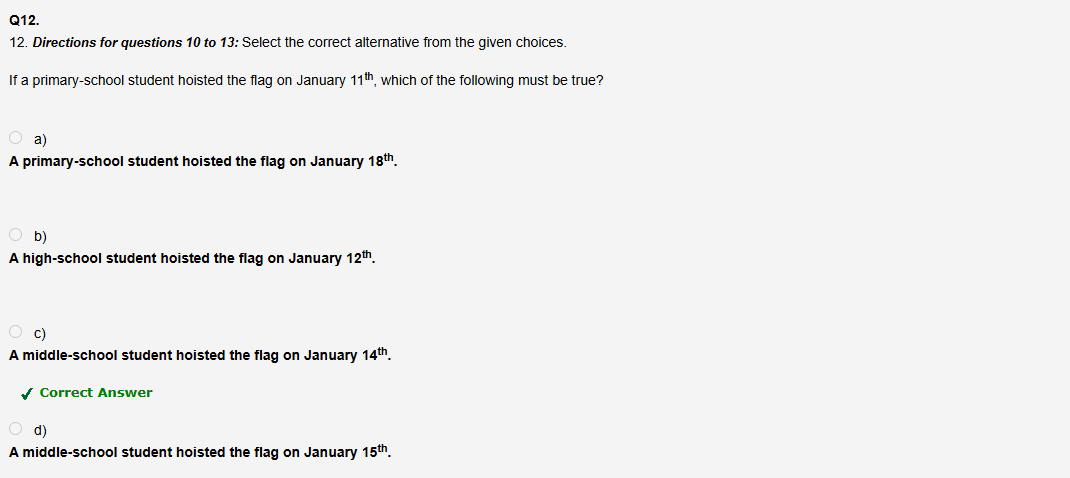 Q12.
12. Directions for questions 10 to 13: Select the correct alternative from the given choices.
If a primary-school student hoisted the flag on January 11th, which of the following must be true?
a)
A primary-school student hoisted the flag on January 18th.
b)
A high-school student hoisted the flag on January 12th.
c)
A middle-school student hoisted the flag on January 14th.
✓ Correct Answer
d)
A middle-school student hoisted the flag on January 15th.